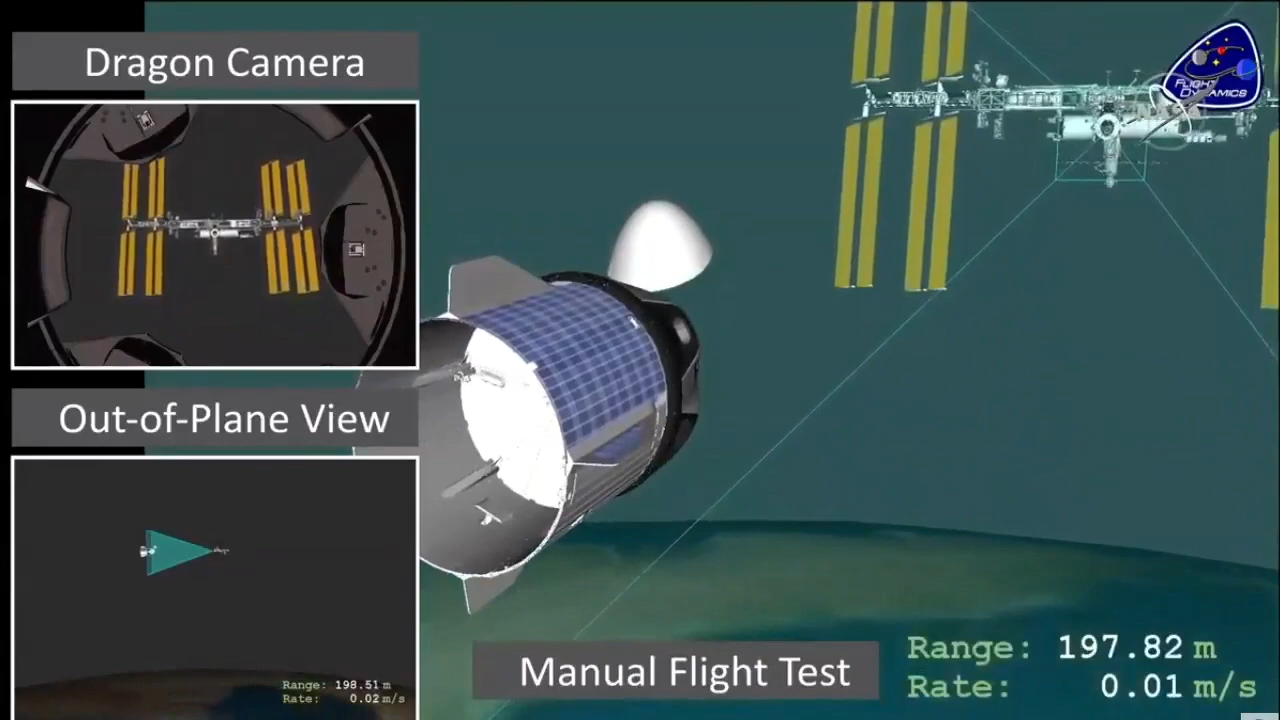 Dragon Camera
Out-of-Plane View
Range: 198.51 m
Rate: 0.02 m/s
Manual Flight Test
Range: 197.82 m
Rate: 0.01 m/s
FLIGHT
DYNAMICS
NASA